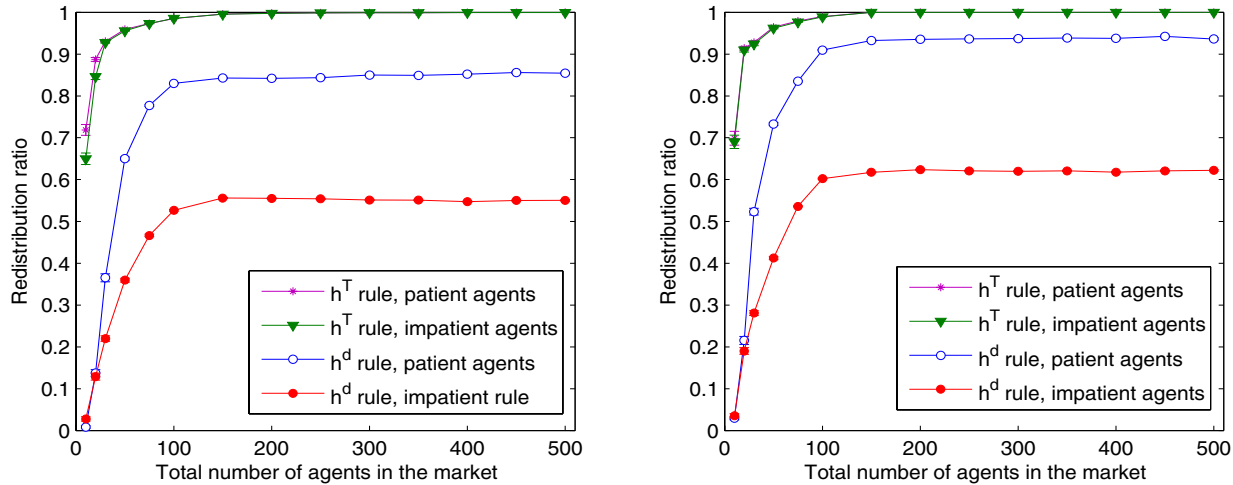 1
0.9
0.8
0.7
0.6
0.5
0.4
0.3
0.2
0.1
0
0 100 200 300 400 500
Redistribution ratio
Total number of agents in the market
h^T rule, patient agents
h^T rule, impatient agents
h^d rule, patient agents
h^d rule, impatient rule
1
0.9
0.8
0.7
0.6
0.5
0.4
0.3
0.2
0.1
0
0 100 200 300 400 500
Redistribution ratio
Total number of agents in the market
h^T rule, patient agents
h^T rule, impatient agents
h^d rule, patient agents
h^d rule, impatient agents